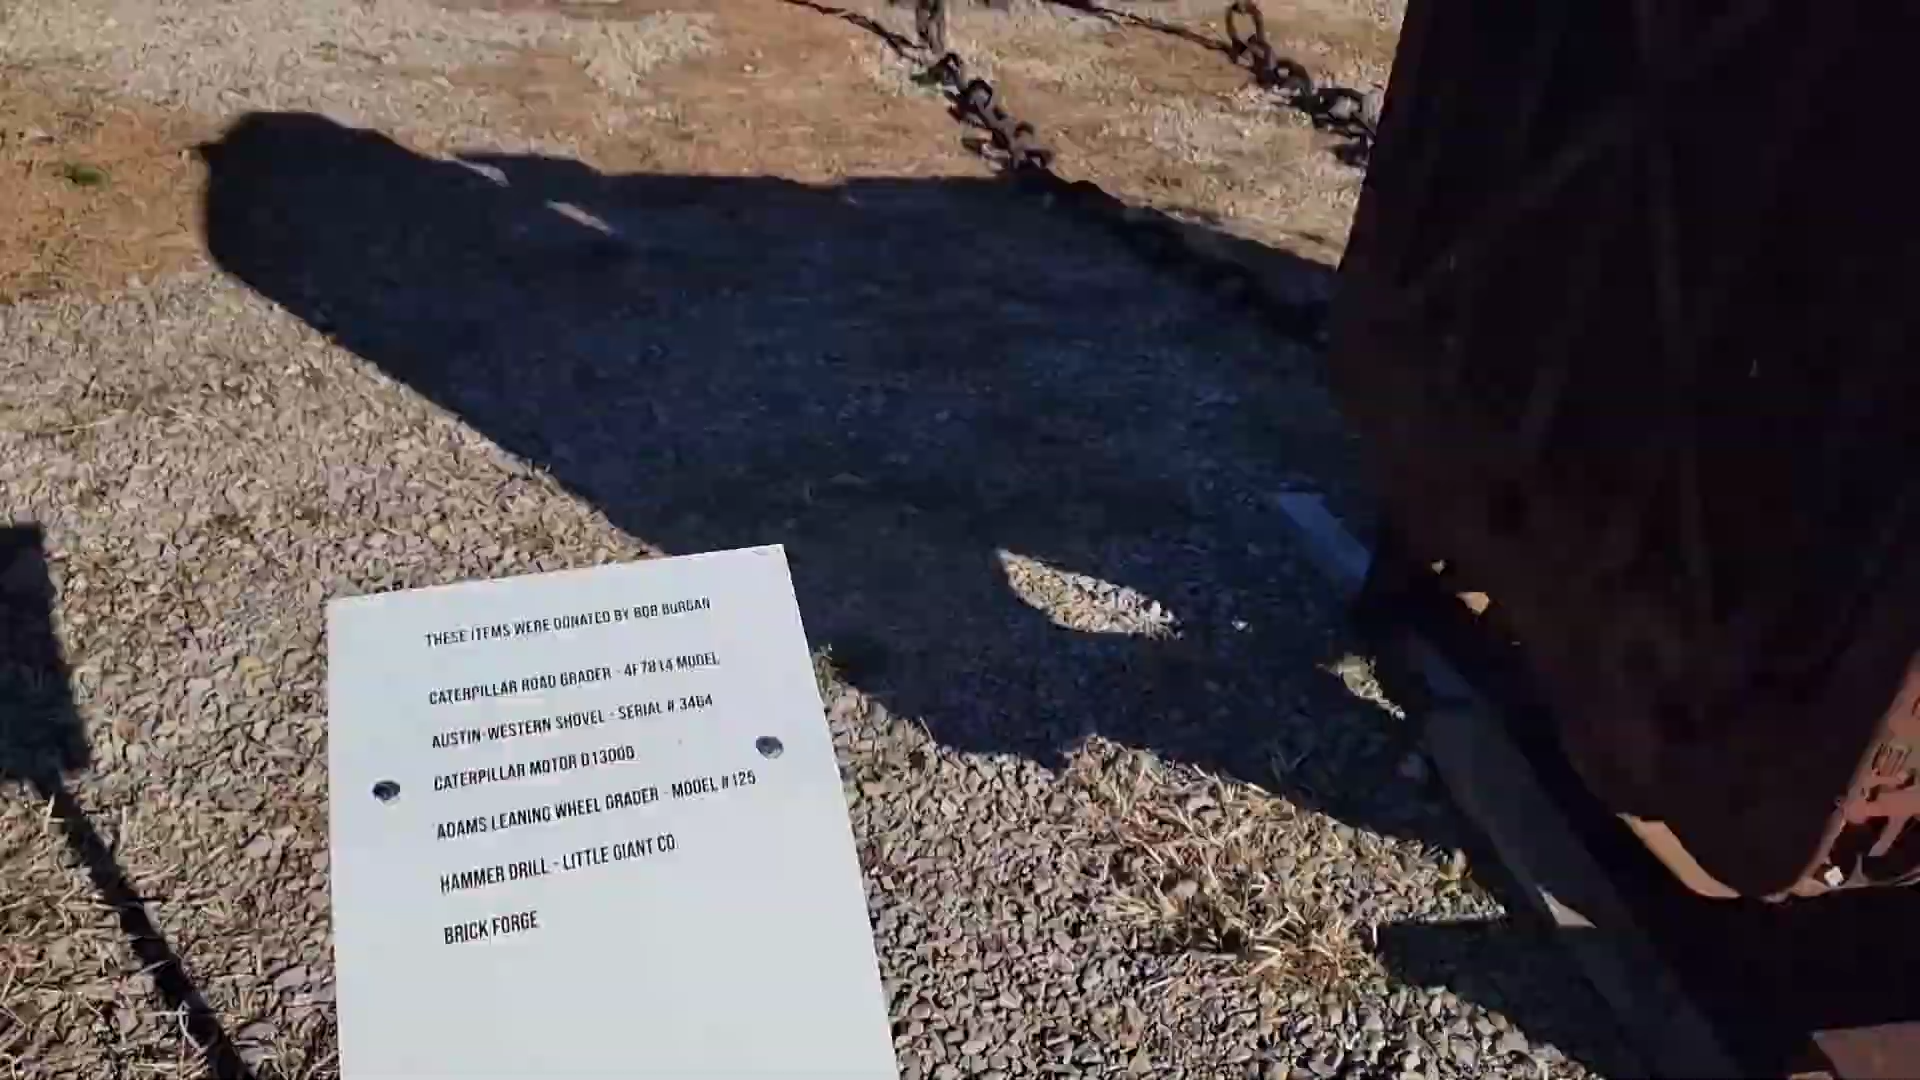 THESE ITEMS WERE DONATED BY BOB BURGAN
CATERPILLAR ROAD GRADER - 4F7814 MODEL
AUSTIN-WESTERN SHOVEL - SERIAL # 3464
CATERPILLAR MOTOR D13000
ADAMS LEANING WHEEL GRADER - MODEL #125
HAMMER DRILL - LITTLE GIANT CO.
BRICK FORGE